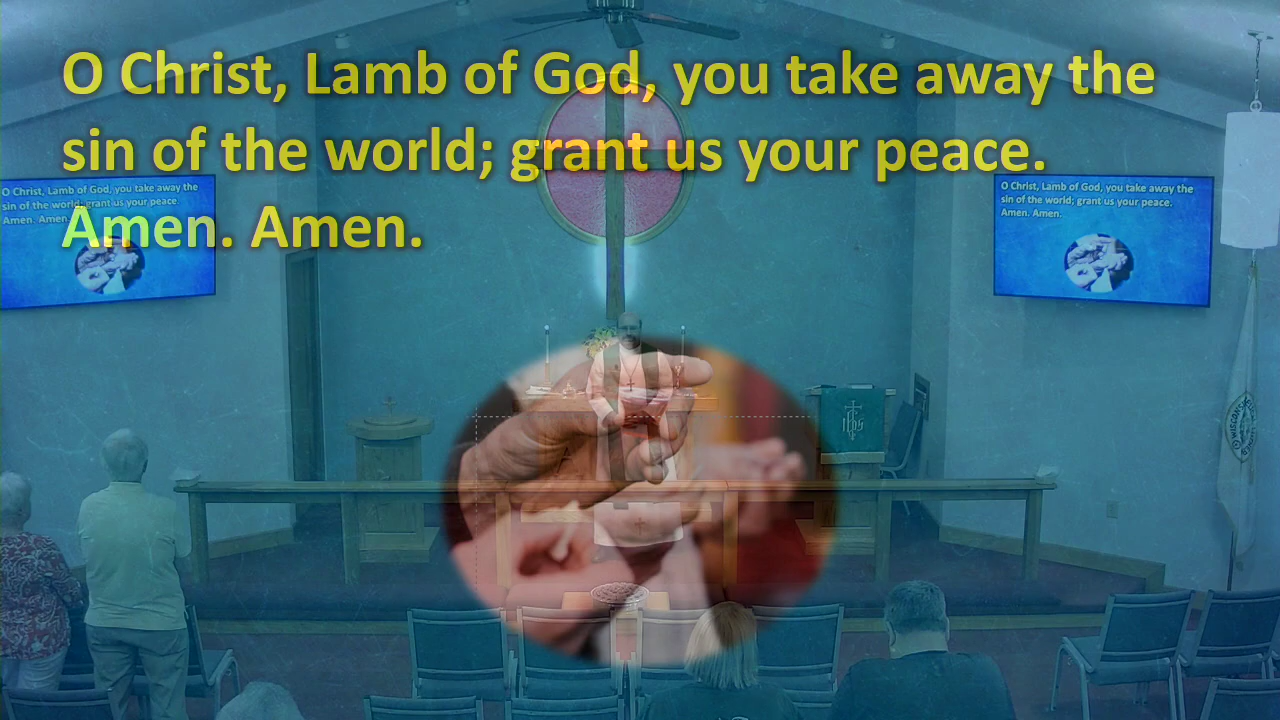 O Christ, Lamb of God, you take away the
sin of the world; grant us your peace.
Amen. Amen.
O Christ, Lamb of God, you take away the
sin of the world; grant us your peace.
Amen. Amen.
O Christ, Lamb of God, you take away the
sin of the world; grant us your peace.
Amen. Amen.
IHS
WISCONSIN